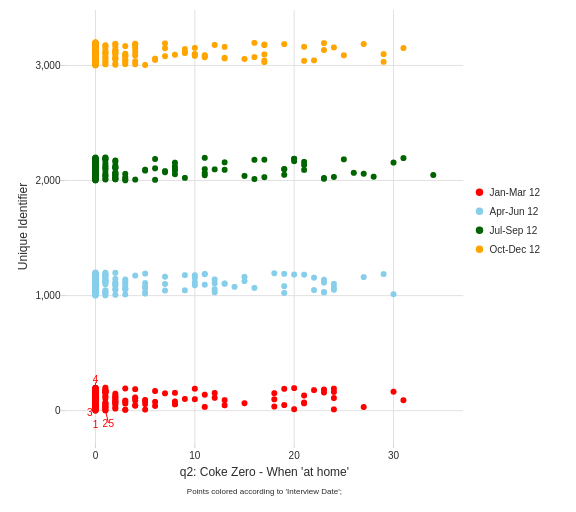 3,000
2,000
1,000
0
Unique Identifier
4
3
1
25
0
10
20
30
q2: Coke Zero - When 'at home'
Points colored according to 'Interview Date';
Jan-Mar 12
Apr-Jun 12
Jul-Sep 12
Oct-Dec 12